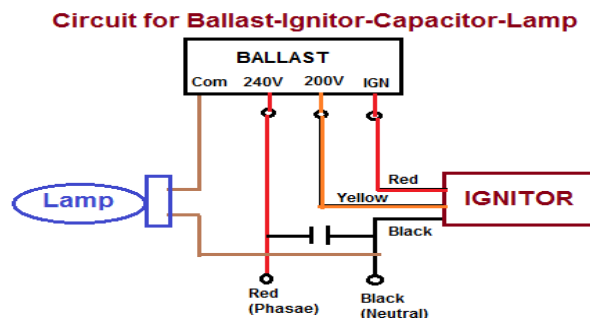 Circuit for Ballast-Ignitor-Capacitor-Lamp
BALLAST
Com 240V 200V IGN
Red
Lamp
Yellow
IGNITOR
Black
Red
(Phasae)
Black
(Neutral)